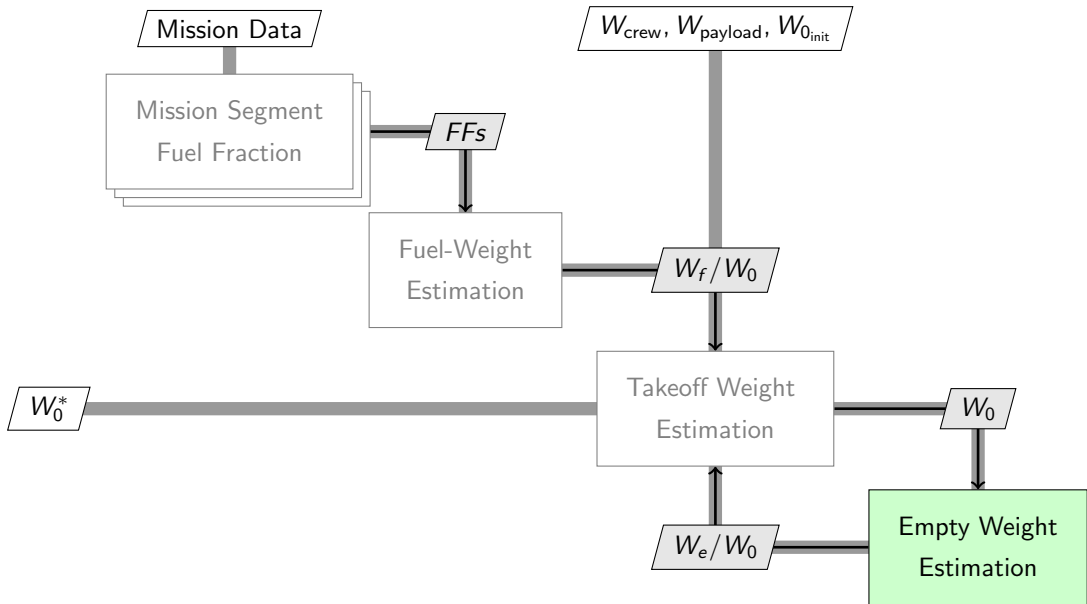 Mission Data
W_crew, W_payload, W_0_init
Mission Segment
Fuel Fraction
FFs
Fuel-Weight
Estimation
W_f/W_0
Takeoff Weight
Estimation
W_0^*
W_0
W_e/W_0
Empty Weight
Estimation